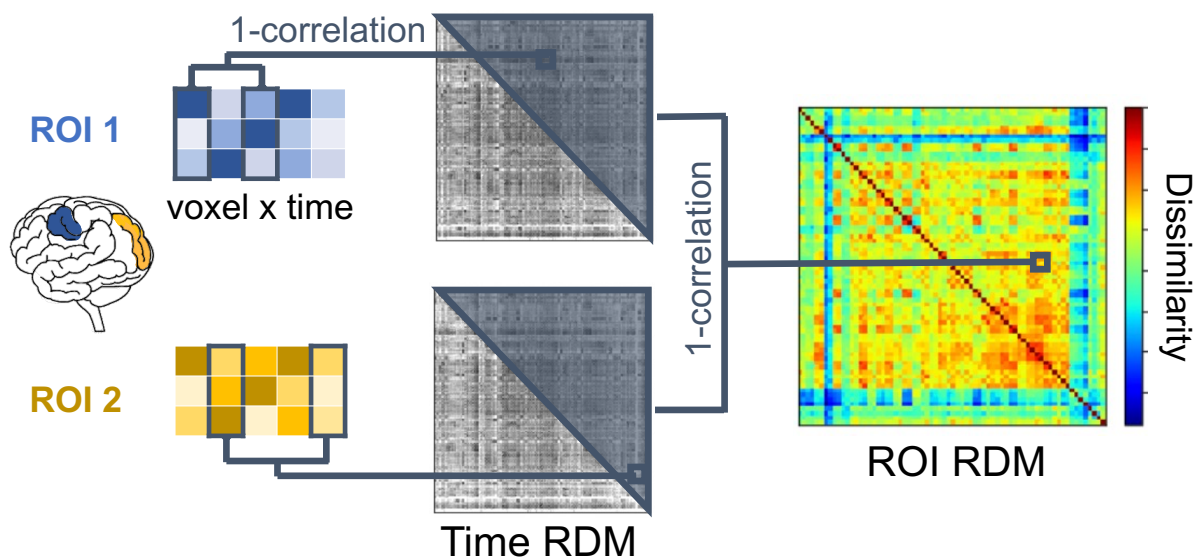 1-correlation
ROI 1
voxel x time
1-correlation
Dissimilarity
ROI 2
ROI RDM
Time RDM